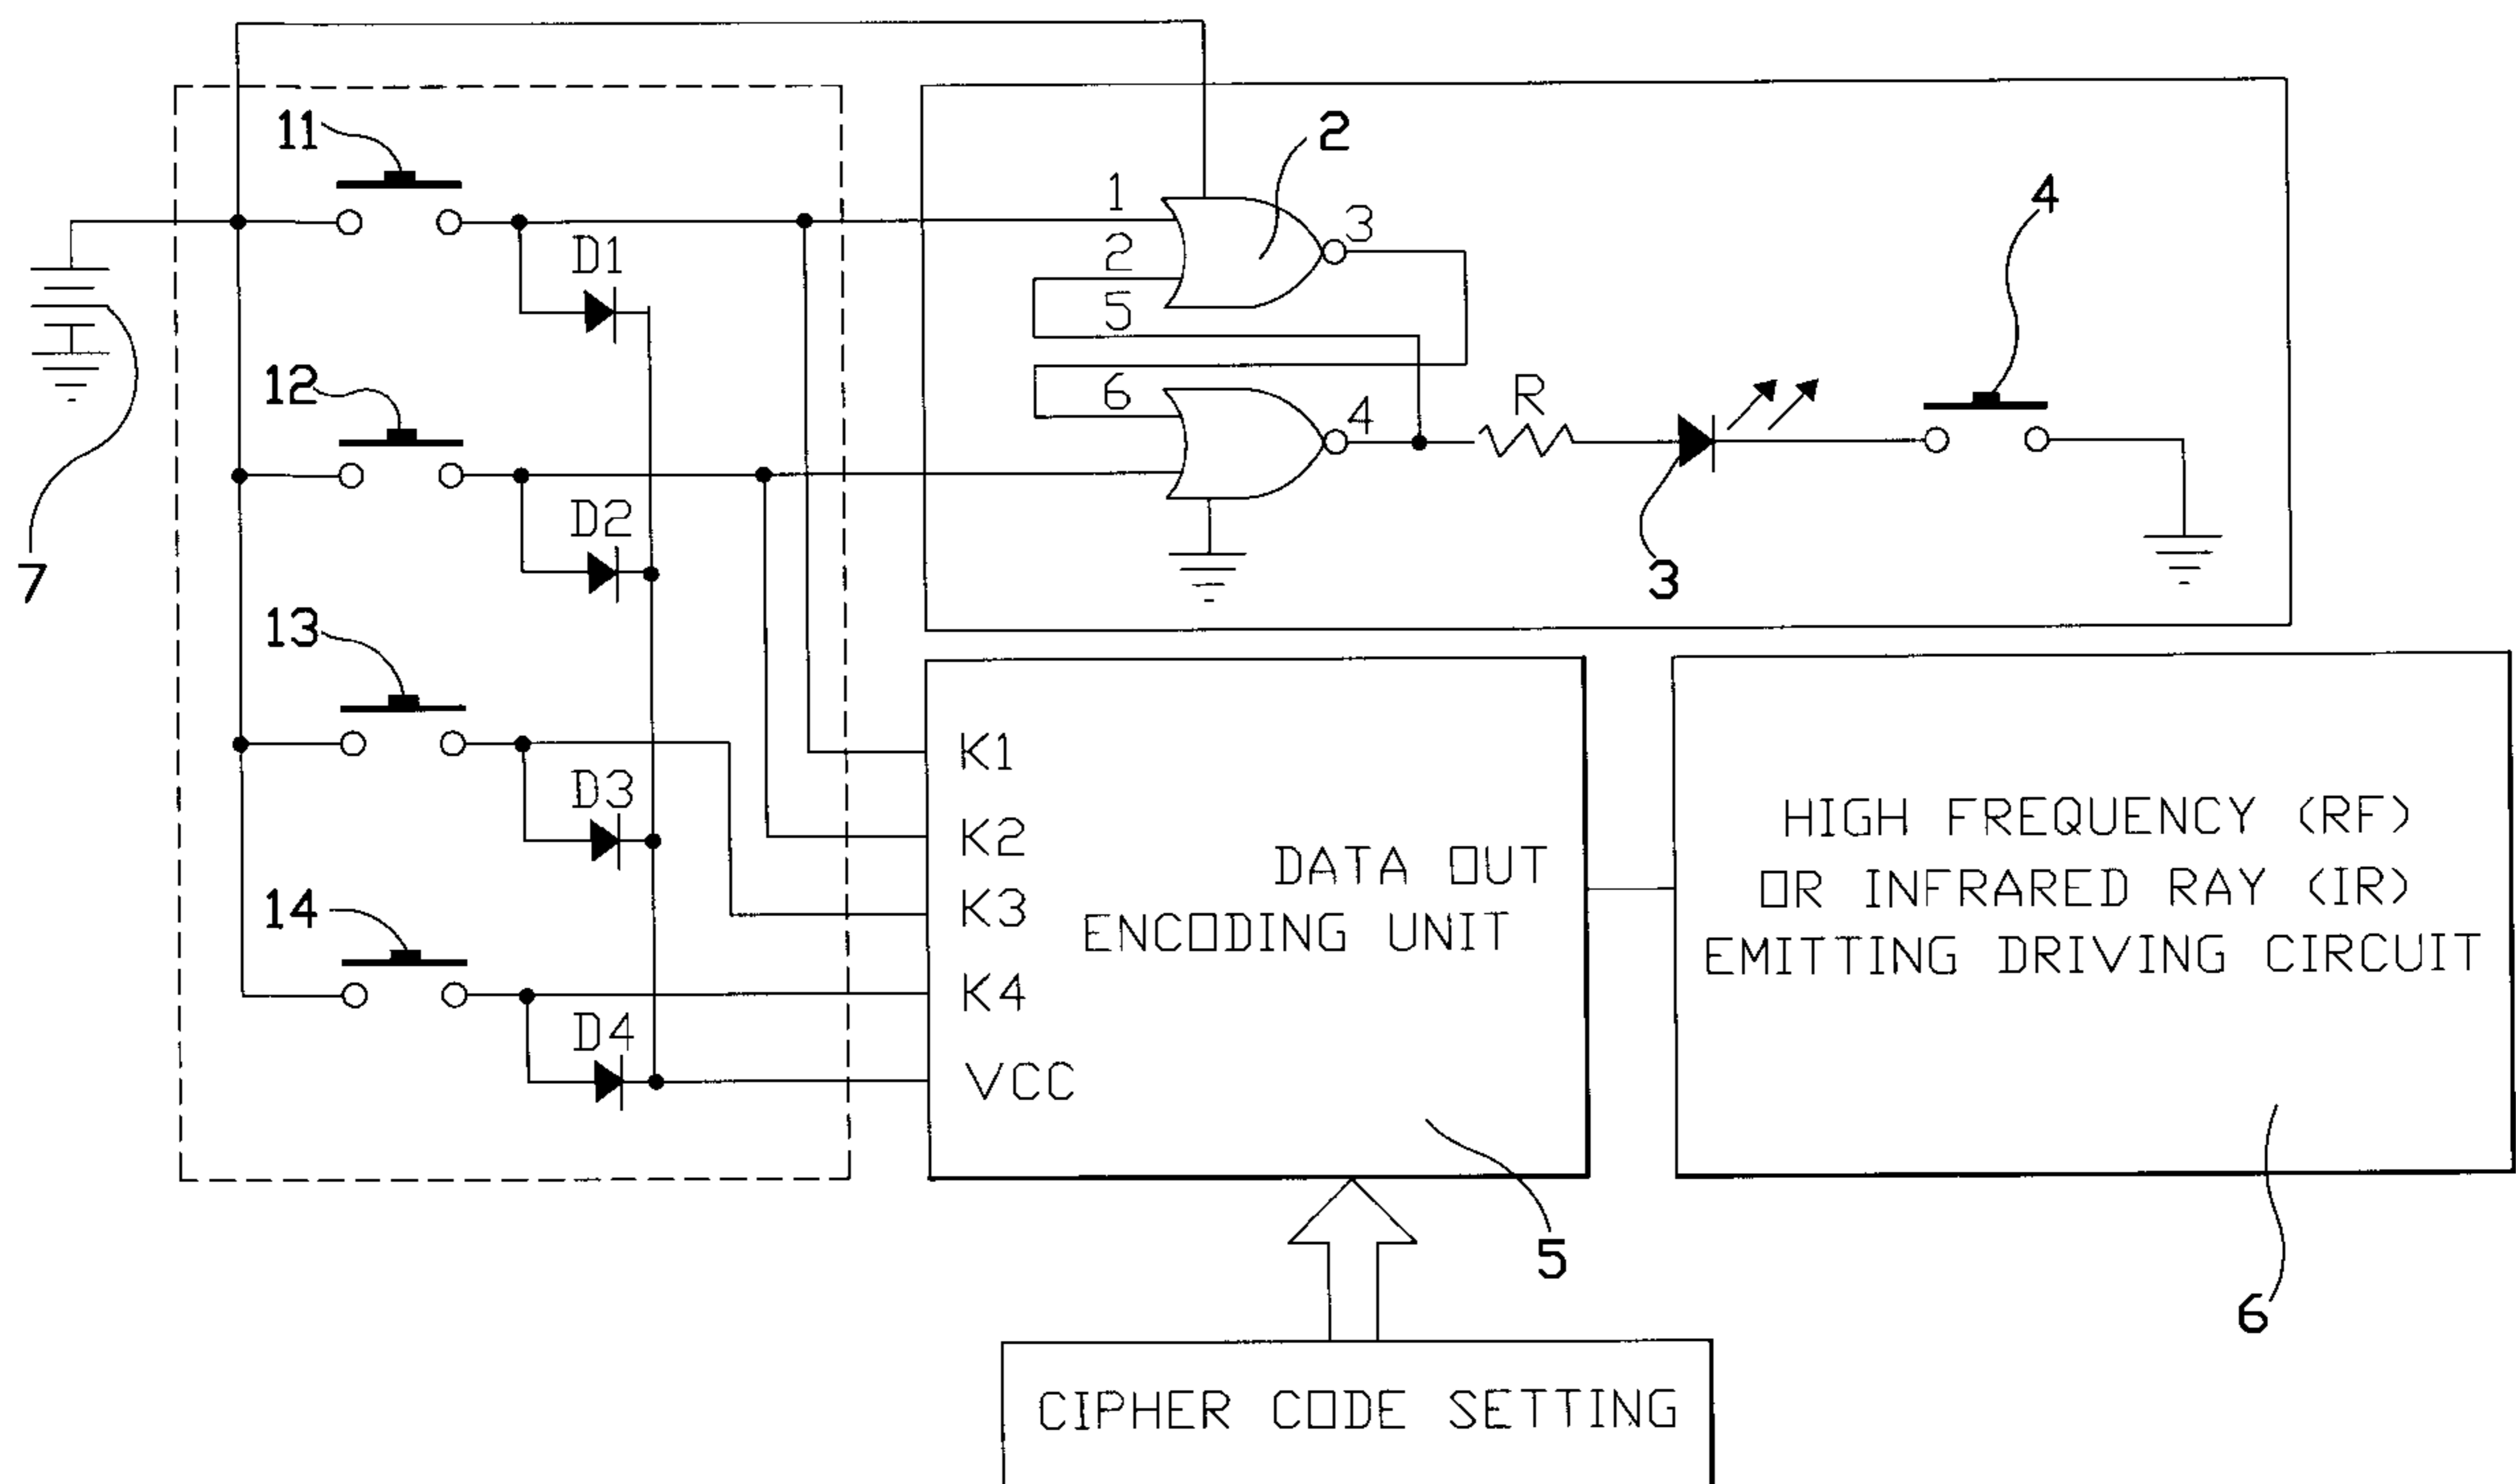 11
2
1
3
4
D1
2
5
12
6
4
R
7
D2
3
13
K1
D3
K2
HIGH FREQUENCY (RF)
DATA OUT
OR INFRARED RAY (IR)
14
K3
ENCODING UNIT
EMITTING DRIVING CIRCUIT
K4
D4
VCC
5
6
CIPHER CODE SETTING